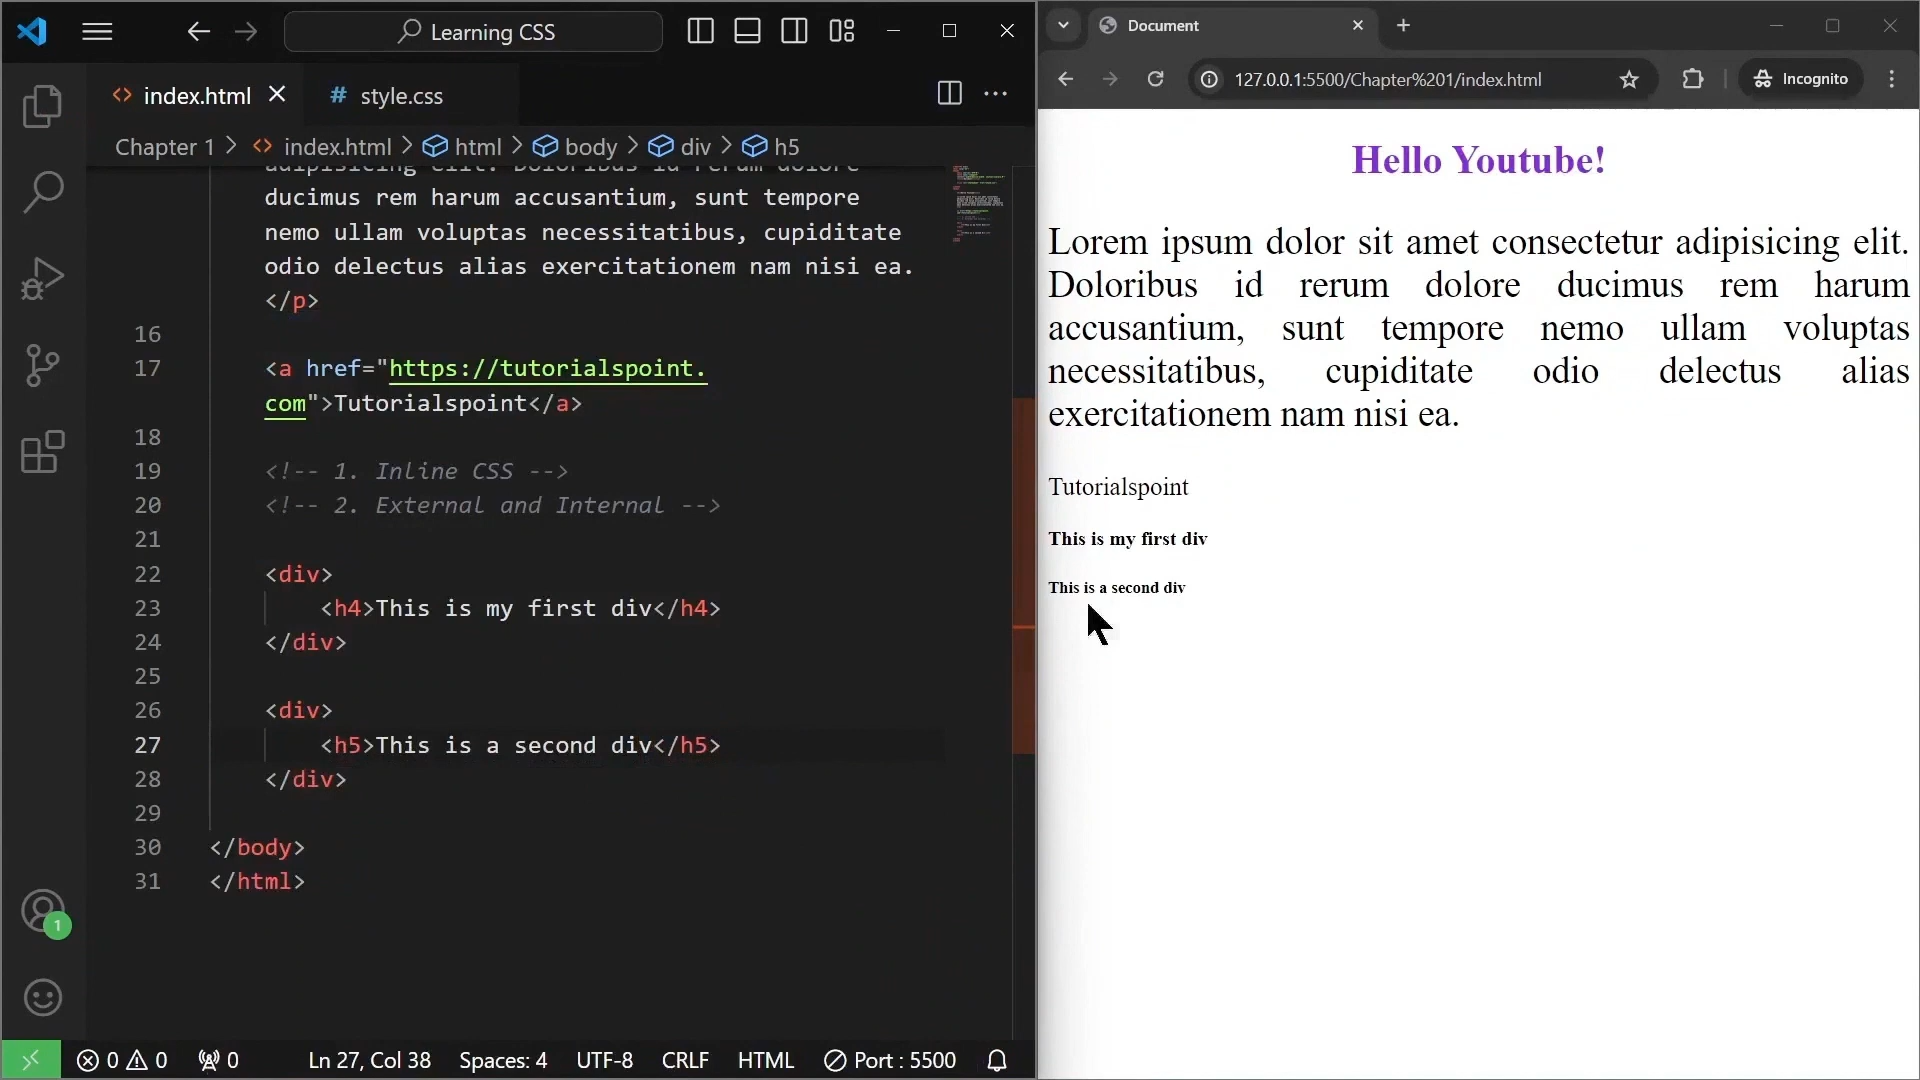 Learning CSS
index.html
style.css
Chapter 1 > index.html > html > body > div > h5
adipisicing elit. Doloribus id rerum dolore
ducimus rem harum accusantium, sunt tempore
nemo ullam voluptas necessitatibus, cupiditate
odio delectus alias exercitationem nam nisi ea.
</p>
16
17 <a href="https://tutorialspoint.
com">Tutorialspoint</a>
18
19 <!-- 1. Inline CSS -->
20 <!-- 2. External and Internal -->
21
22 <div>
23 <h4>This is my first div</h4>
24 </div>
25
26 <div>
27 <h5>This is a second div</h5>
28 </div>
29
30 </body>
31 </html>
1
0 0 0 Ln 27, Col 38 Spaces: 4 UTF-8 CRLF HTML Port : 5500
Document
127.0.0.1:5500/Chapter%201/index.html
Incognito
Hello Youtube!
Lorem ipsum dolor sit amet consectetur adipisicing elit.
Doloribus id rerum dolore ducimus rem harum
accusantium, sunt tempore nemo ullam voluptas
necessitatibus, cupiditate odio delectus alias
exercitationem nam nisi ea.
Tutorialspoint
This is my first div
This is a second div